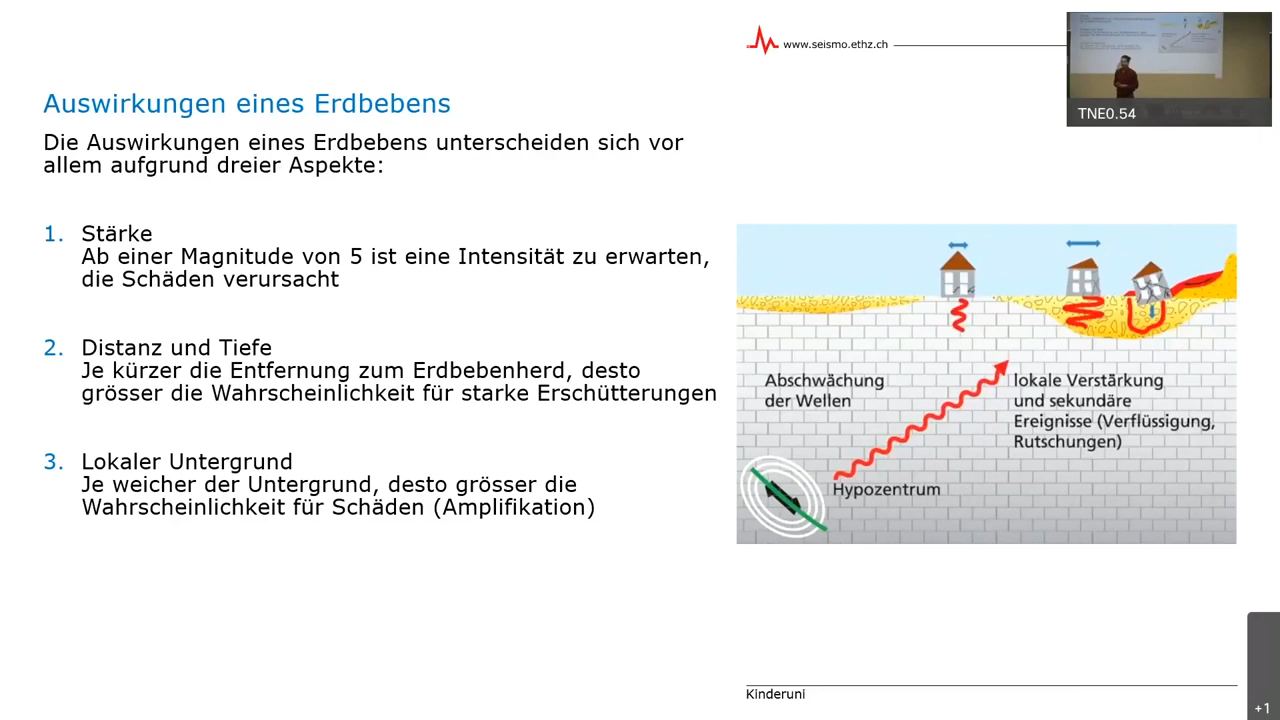 www.seismo.ethz.ch
TNE0.54
Auswirkungen eines Erdbebens
Die Auswirkungen eines Erdbebens unterscheiden sich vor
allem aufgrund dreier Aspekte:
1. Stärke
Ab einer Magnitude von 5 ist eine Intensität zu erwarten,
die Schäden verursacht
2. Distanz und Tiefe
Je kürzer die Entfernung zum Erdbebenherd, desto
grösser die Wahrscheinlichkeit für starke Erschütterungen
3. Lokaler Untergrund
Je weicher der Untergrund, desto grösser die
Wahrscheinlichkeit für Schäden (Amplifikation)
Abschwächung
der Wellen
lokale Verstärkung
und sekundäre
Ereignisse (Verflüssigung,
Rutschungen)
Hypozentrum
Kinderuni
+1